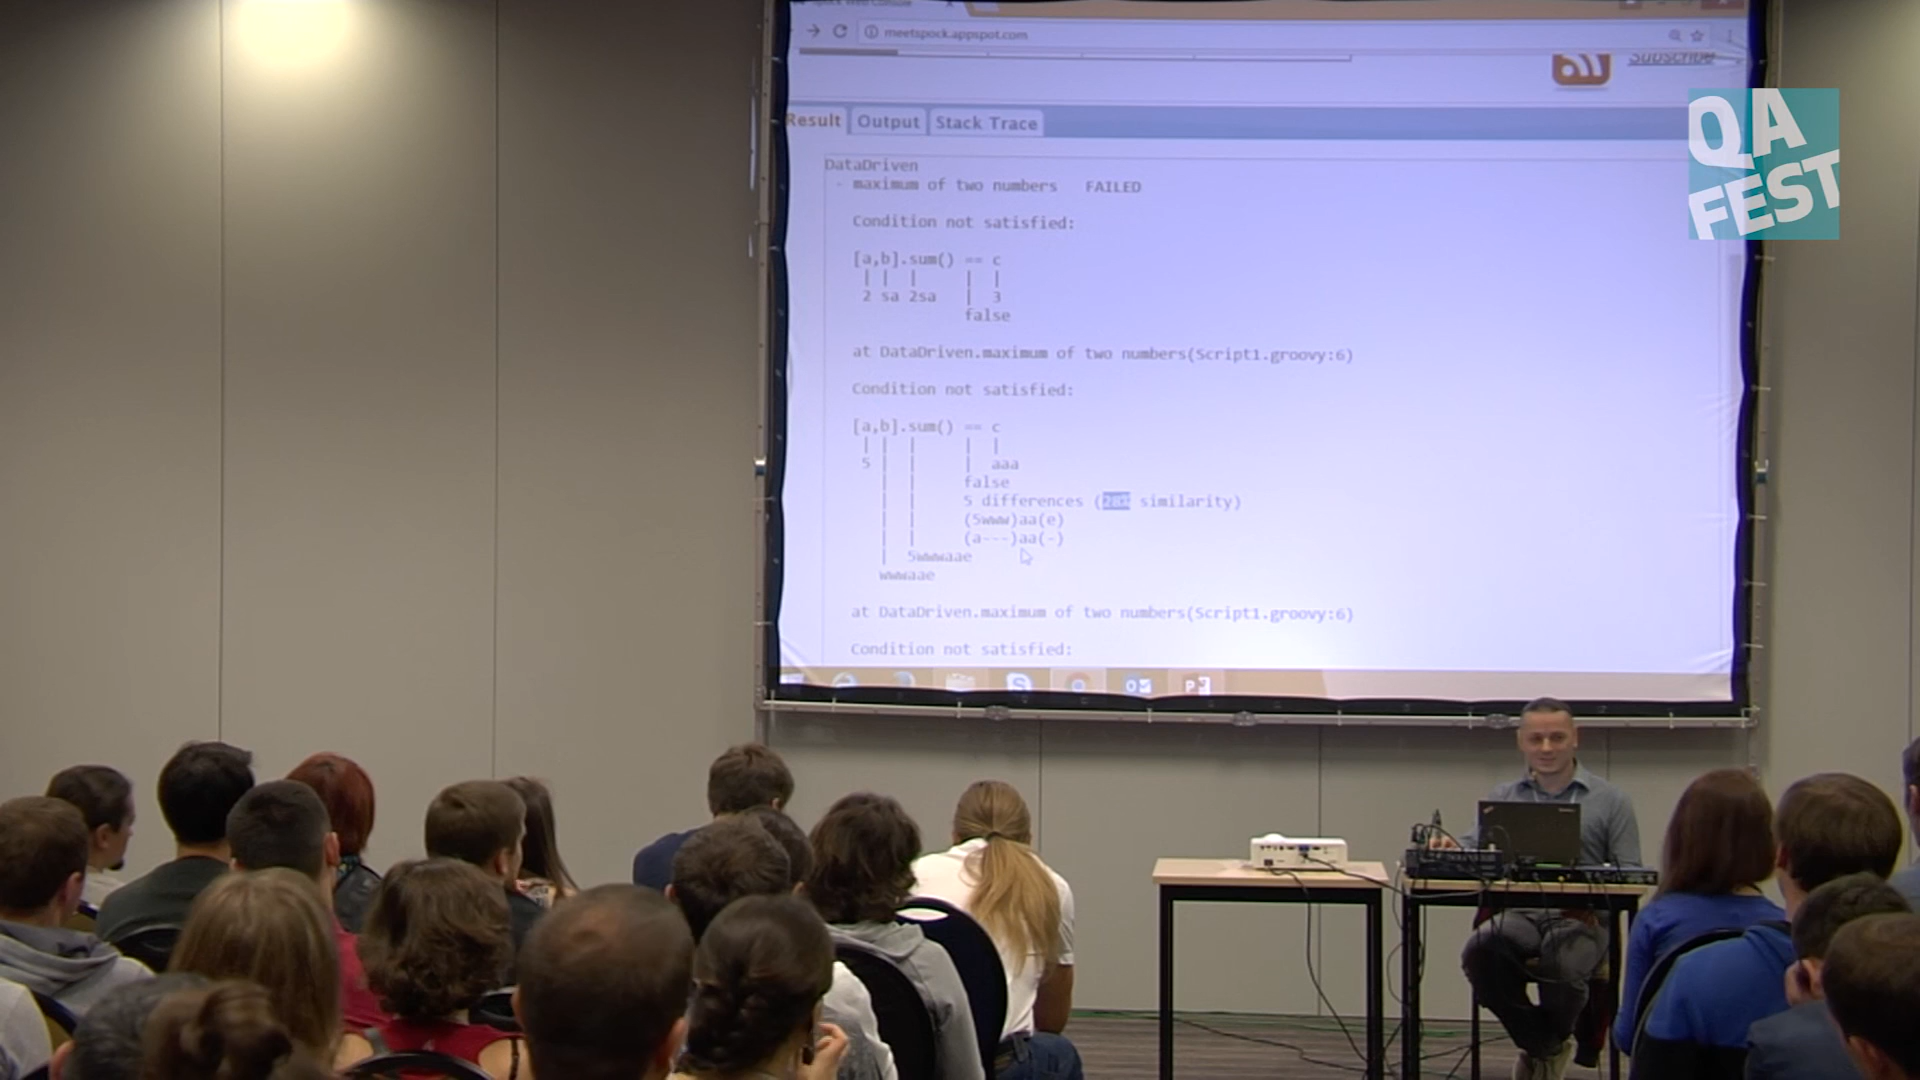 meetspock.appspot.com
Subscribe
QA
FEST
Result Output Stack Trace
DataDriven
- maximum of two numbers FAILED
Condition not satisfied:
[a,b].sum() == c
| | | | |
2 sa 2sa | 3
false
at DataDriven.maximum of two numbers(Script1.groovy:6)
Condition not satisfied:
[a,b].sum() == c
| | | | |
5 | | | aaa
| | false
| | 5 differences (28% similarity)
| | (5www)aa(e)
| | (a---)aa(-)
| 5wwwaae
wwwaae
at DataDriven.maximum of two numbers(Script1.groovy:6)
Condition not satisfied: